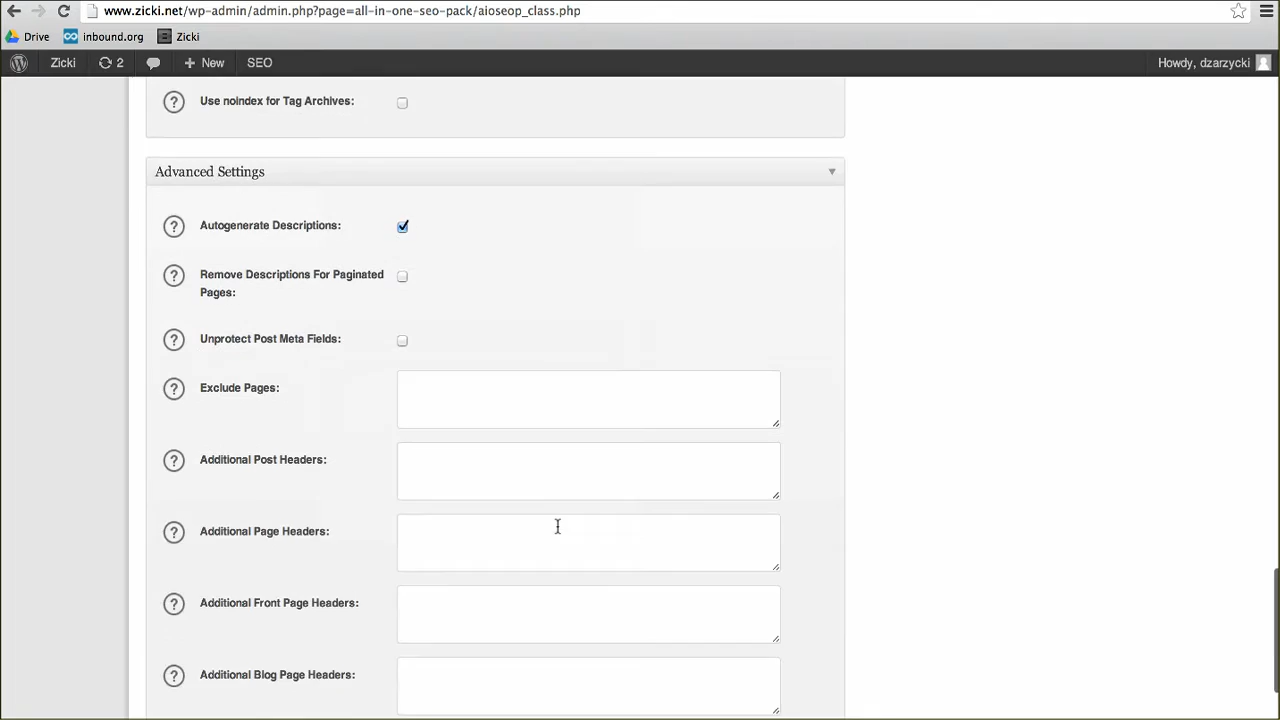 www.zicki.net/wp-admin/admin.php?page=all-in-one-seo-pack/aioseop_class.php
Drive inbound.org Zicki
Zicki 2 New SEO Howdy, dzarzycki
? Use noindex for Tag Archives:
Advanced Settings
? Autogenerate Descriptions:
? Remove Descriptions For Paginated
Pages:
? Unprotect Post Meta Fields:
? Exclude Pages:
? Additional Post Headers:
? Additional Page Headers:
? Additional Front Page Headers:
? Additional Blog Page Headers: